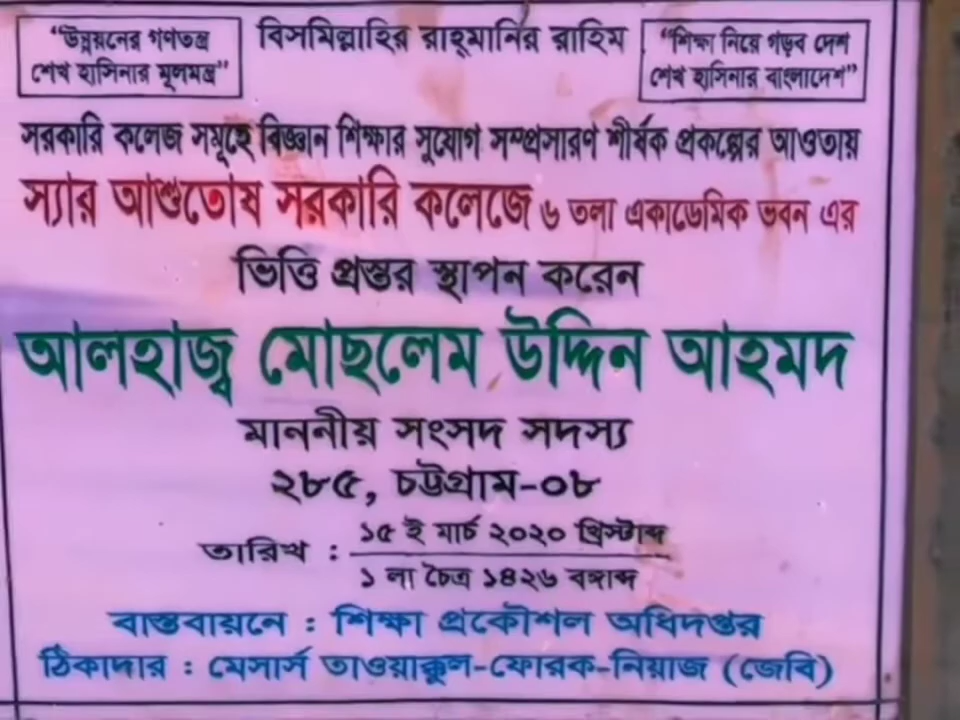 "উন্নয়নের গণতন্ত্র
শেখ হাসিনার মূলমন্ত্র"
বিসমিল্লাহির রাহ্‌মানির রাহিম
"শিক্ষা নিয়ে গড়ব দেশ
শেখ হাসিনার বাংলাদেশ"
সরকারি কলেজ সমূহে বিজ্ঞান শিক্ষার সুযোগ সম্প্রসারণ শীর্ষক প্রকল্পের আওতায়
স্যার আশুতোষ সরকারি কলেজে ৬ তলা একাডেমিক ভবন এর
ভিত্তি প্রস্তর স্থাপন করেন
আলহাজ্ব মোছলেম উদ্দিন আহমদ
মাননীয় সংসদ সদস্য
২৮৫, চট্টগ্রাম-০৮
তারিখ : ১৫ ই মার্চ ২০২০ খ্রিস্টাব্দ
১ লা চৈত্র ১৪২৬ বঙ্গাব্দ
বাস্তবায়নে : শিক্ষা প্রকৌশল অধিদপ্তর
ঠিকাদার : মেসার্স তাওয়াক্কুল-ফোরক-নিয়াজ (জেবি)